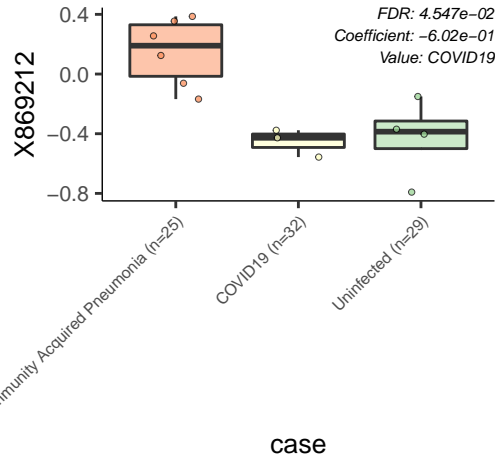 FDR: 4.547e−02
Coefficient: −6.02e−01
Value: COVID19
X869212
0.4
0.0
−0.4
−0.8
mmunity Acquired Pneumonia (n=25)
COVID19 (n=32)
Uninfected (n=29)
case